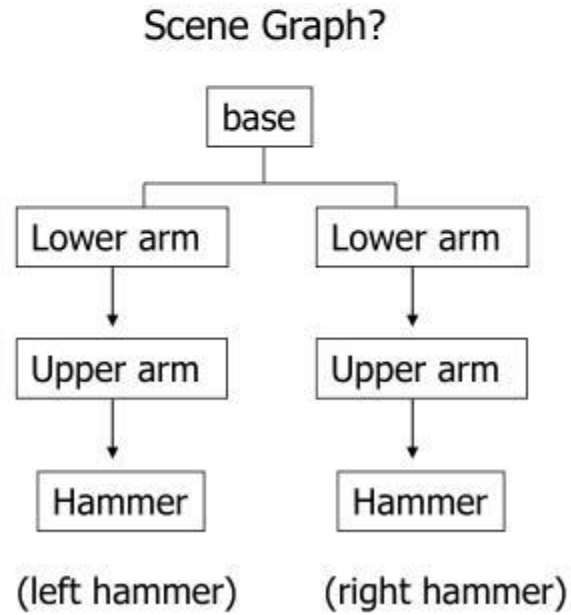 Scene Graph?
base
Lower arm
Lower arm
Upper arm
Upper arm
Hammer
Hammer
(left hammer)
(right hammer)